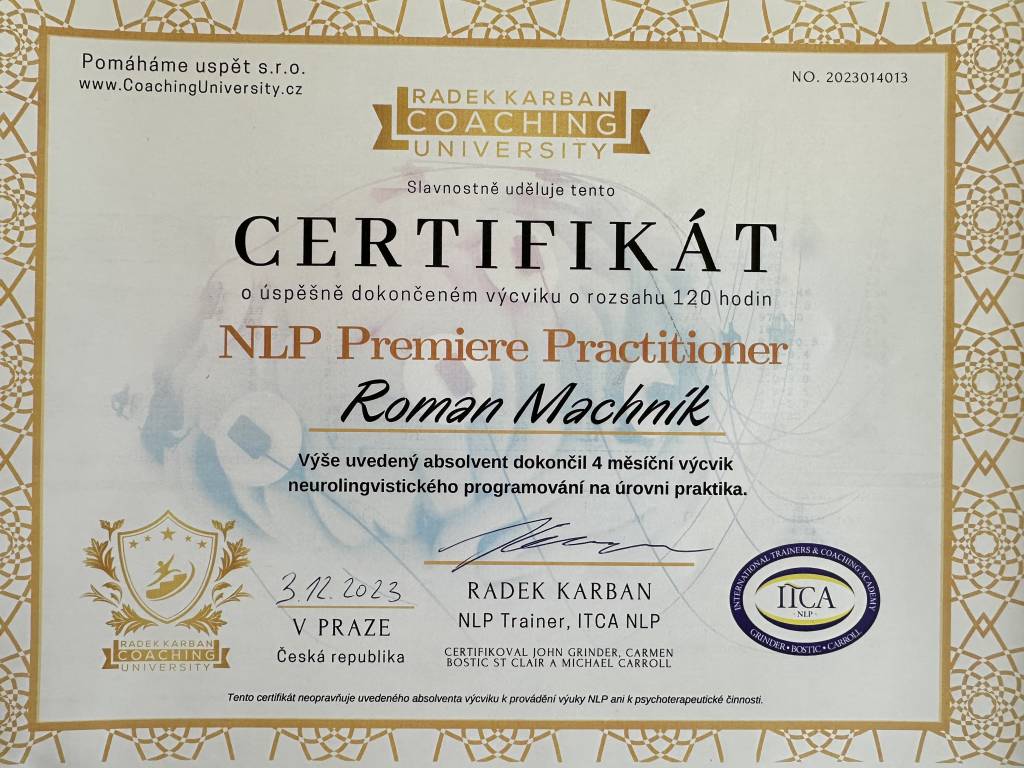 Pomáháme uspět s.r.o.
www.CoachingUniversity.cz
NO. 2023014013
RADEK KARBAN
COACHING
UNIVERSITY
Slavnostně uděluje tento
CERTIFIKÁT
o úspěšně dokončeném výcviku o rozsahu 120 hodin
NLP Premiere Practitioner
Roman Machník
Výše uvedený absolvent dokončil 4 měsíční výcvik
neurolingvistického programování na úrovni praktika.
RADEK KARBAN
COACHING
UNIVERSITY
3.12.2023
V PRAZE
Česká republika
RADEK KARBAN
NLP Trainer, ITCA NLP
CERTIFIKOVAL JOHN GRINDER, CARMEN
BOSTIC ST CLAIR A MICHAEL CARROLL
INTERNATIONAL TRAINERS & COACHING ACADEMY
ITCA
· NLP ·
GRINDER • BOSTIC • CARROLL
Tento certifikát neopravňuje uvedeného absolventa výcviku k provádění výuky NLP ani k psychoterapeutické činnosti.